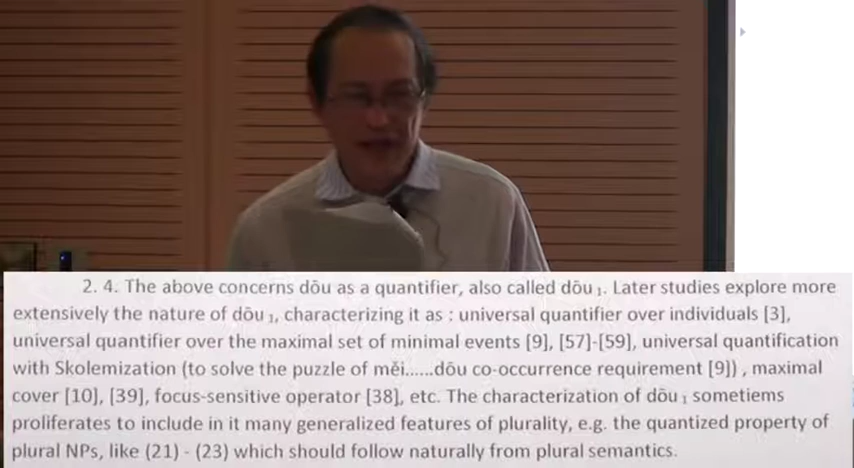 2. 4. The above concerns dōu as a quantifier, also called dōu ₁. Later studies explore more
extensively the nature of dōu ₁, characterizing it as : universal quantifier over individuals [3],
universal quantifier over the maximal set of minimal events [9], [57]-[59], universal quantification
with Skolemization (to solve the puzzle of měi......dōu co-occurrence requirement [9]) , maximal
cover [10], [39], focus-sensitive operator [38], etc. The characterization of dōu ₁ sometiems
proliferates to include in it many generalized features of plurality, e.g. the quantized property of
plural NPs, like (21) - (23) which should follow naturally from plural semantics.